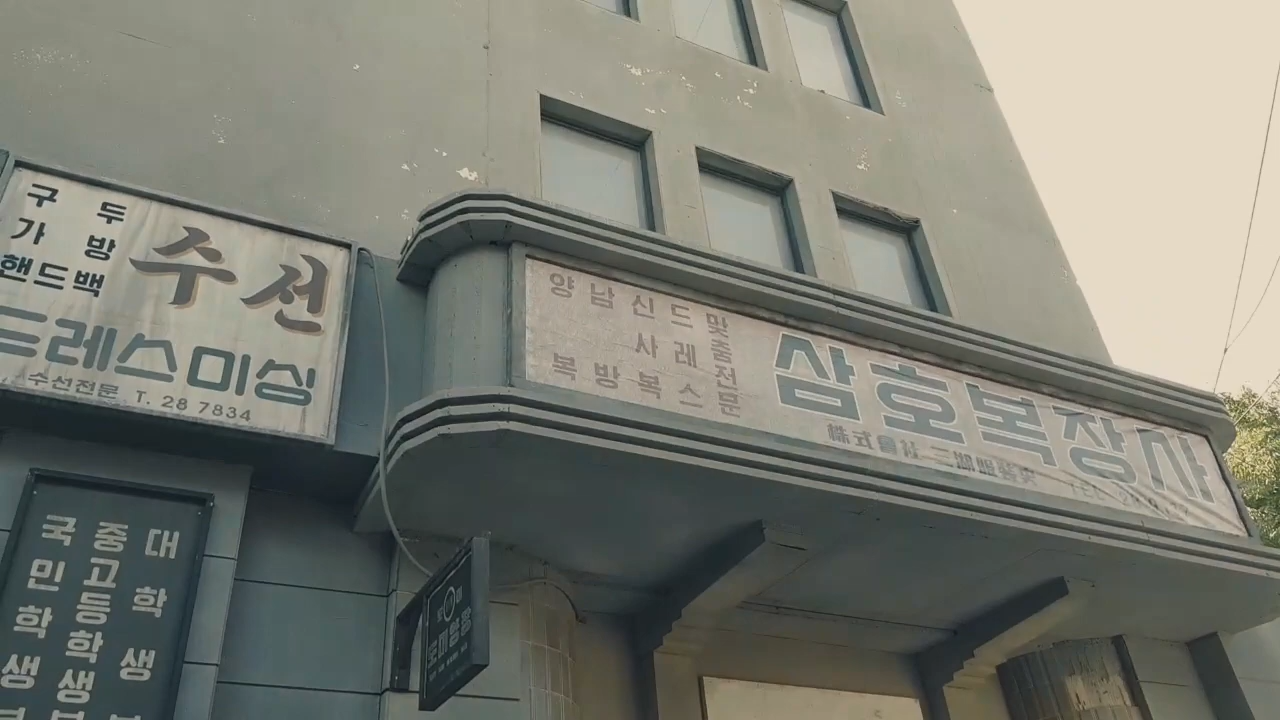 구두
가방
핸드백
수선
드레스미싱
수선전문 T. 28 7834
양복
남방
신사복
드레스
맞춤전문
삼호복장사
株式會社 三
국민학생
중고등학생
대학생